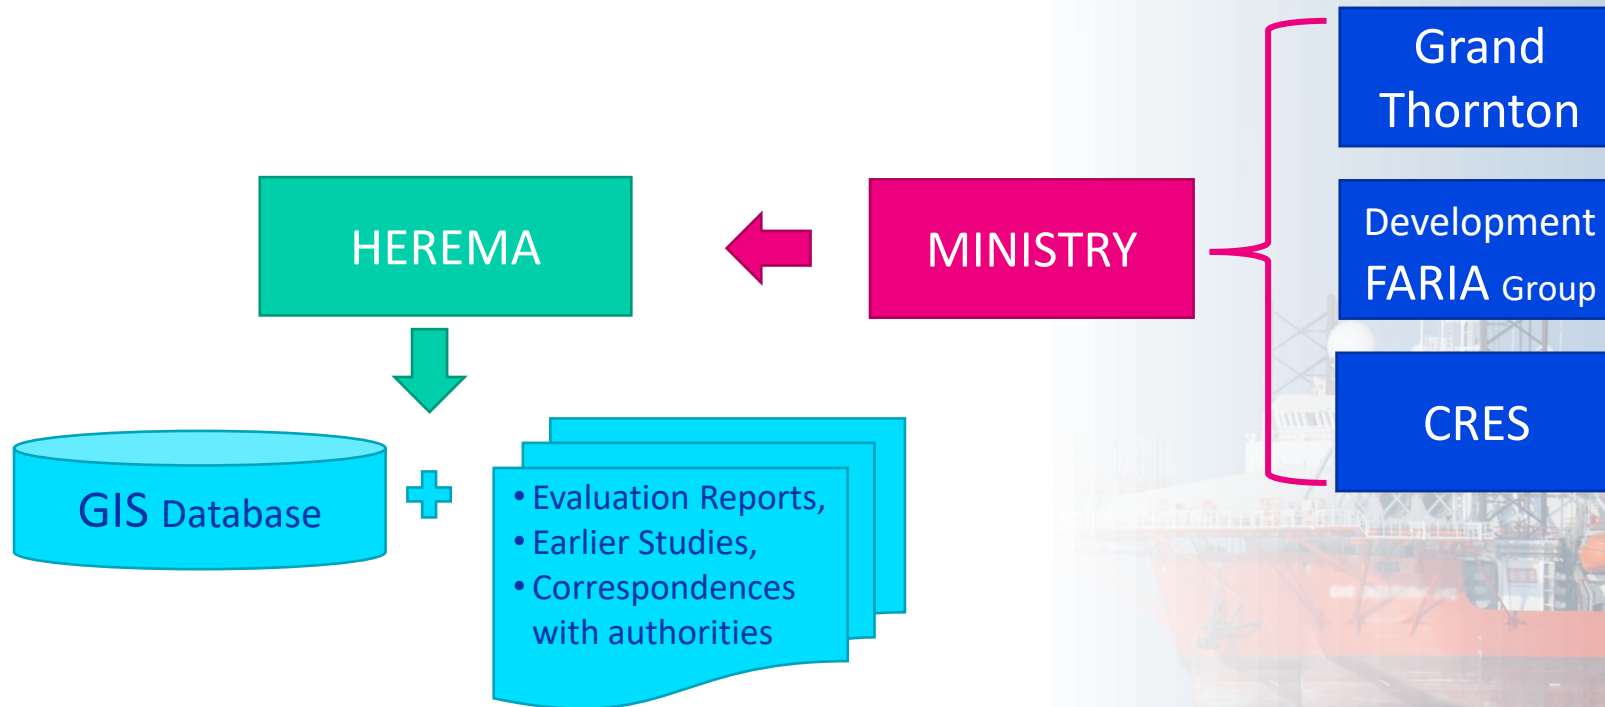 Grand
Thornton
HEREMA
MINISTRY
Development
FARIA Group
CRES
GIS Database
• Evaluation Reports,
• Earlier Studies,
• Correspondences
with authorities